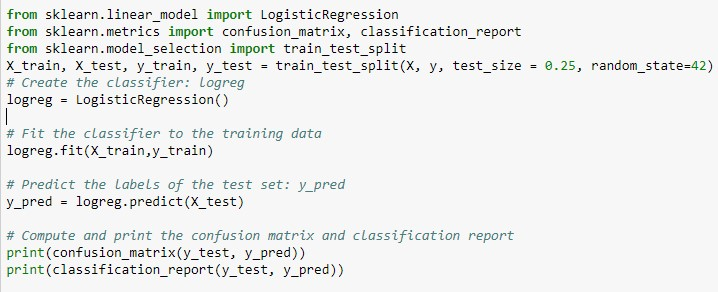 from sklearn.linear_model import LogisticRegression
from sklearn.metrics import confusion_matrix, classification_report
from sklearn.model_selection import train_test_split
X_train, X_test, y_train, y_test = train_test_split(X, y, test_size = 0.25, random_state=42)
# Create the classifier: logreg
logreg = LogisticRegression()
# Fit the classifier to the training data
logreg.fit(X_train,y_train)
# Predict the labels of the test set: y_pred
y_pred = logreg.predict(X_test)
# Compute and print the confusion matrix and classification report
print(confusion_matrix(y_test, y_pred))
print(classification_report(y_test, y_pred))